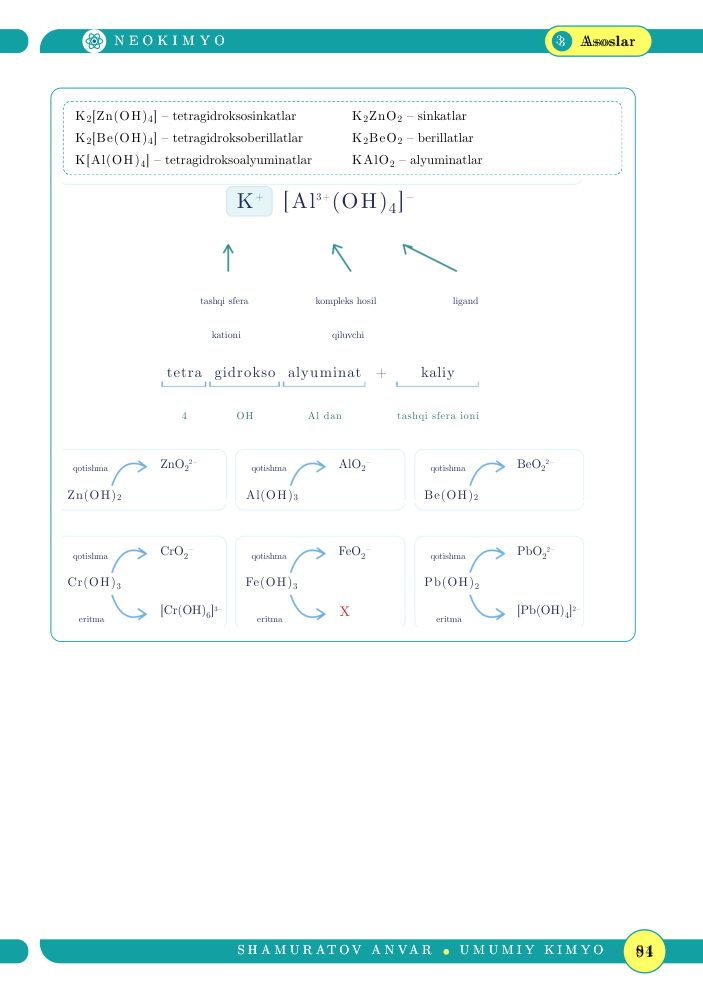 NEOKIMYO
Asoslar
K₂[Zn(OH)₄] – tetragidroksosinkatlar K₂ZnO₂ – sinkatlar
K₂[Be(OH)₄] – tetragidroksoberillatlar K₂BeO₂ – berillatlar
K[Al(OH)₄] – tetragidroksoalyuminatlar KAlO₂ – alyuminatlar
K⁺ [Al³⁺(OH)₄]⁻
tashqi sfera kompleks hosil ligand
kationi qiluvchi
tetra gidrokso alyuminat + kaliy
4 OH Al dan tashqi sfera ioni
qotishma ZnO₂²⁻ qotishma AlO₂⁻ qotishma BeO₂²⁻
Zn(OH)₂ Al(OH)₃ Be(OH)₂
qotishma CrO₂⁻ qotishma FeO₂⁻ qotishma PbO₂²⁻
Cr(OH)₃ Fe(OH)₃ Pb(OH)₂
eritma [Cr(OH)₆]³⁻ eritma X eritma [Pb(OH)₄]²⁻
SHAMURATOV ANVAR • UMUMIY KIMYO